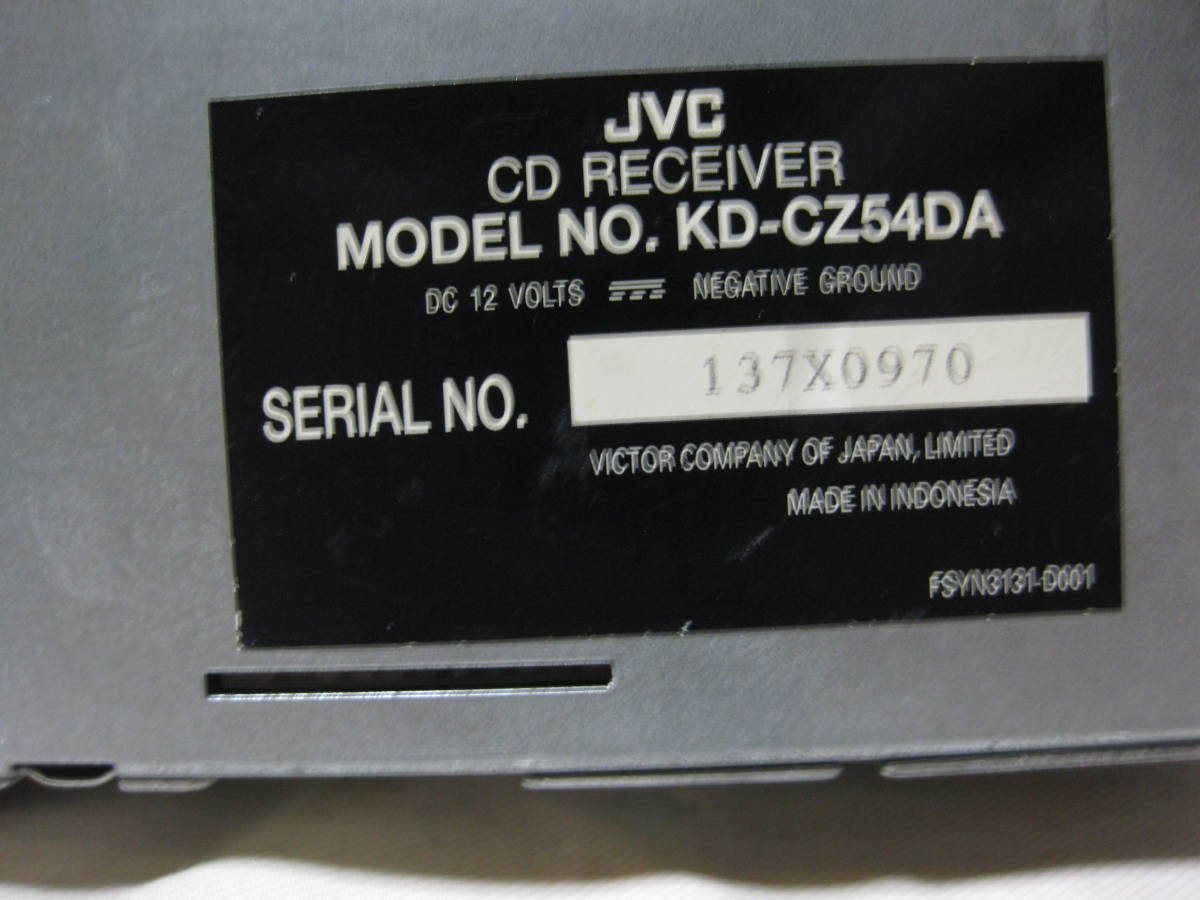 JVC
CD RECEIVER
MODEL NO. KD-CZ54DA
DC 12 VOLTS ⎓ NEGATIVE GROUND
SERIAL NO. 137X0970
VICTOR COMPANY OF JAPAN, LIMITED
MADE IN INDONESIA
FSYN3131-D001